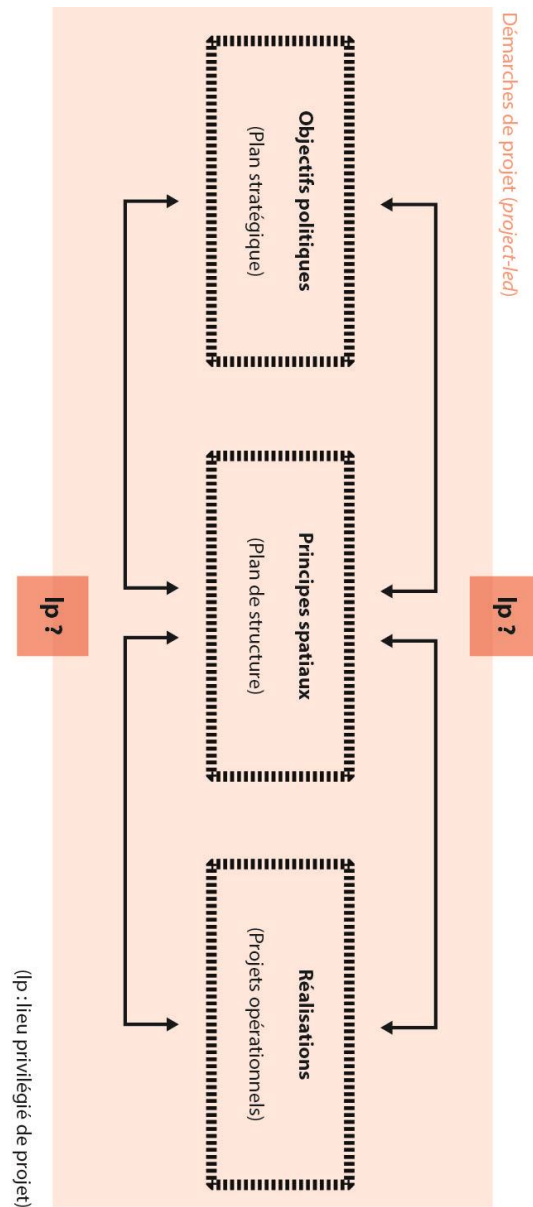 Démarches de projet (project-led)
lp ?
Objectifs politiques
(Plan stratégique)
Principes spatiaux
(Plan de structure)
Réalisations
(Projets opérationnels)
lp ?
(lp : lieu privilégié de projet)